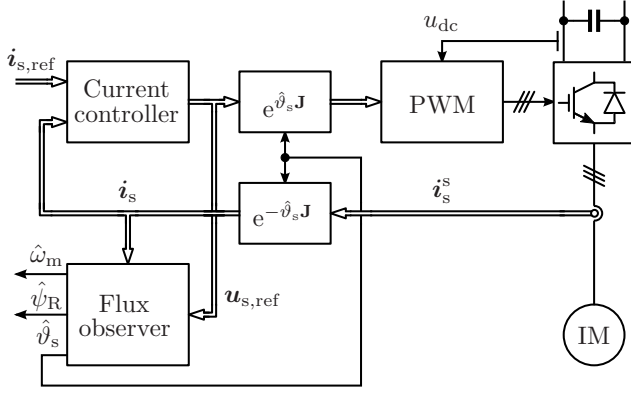 u_dc
i_s,ref
Current
controller
e^ϑ̂_s J
PWM
i_s
i_s^s
e^−ϑ̂_s J
ω̂_m
ψ̂_R
ϑ̂_s
Flux
observer
u_s,ref
IM